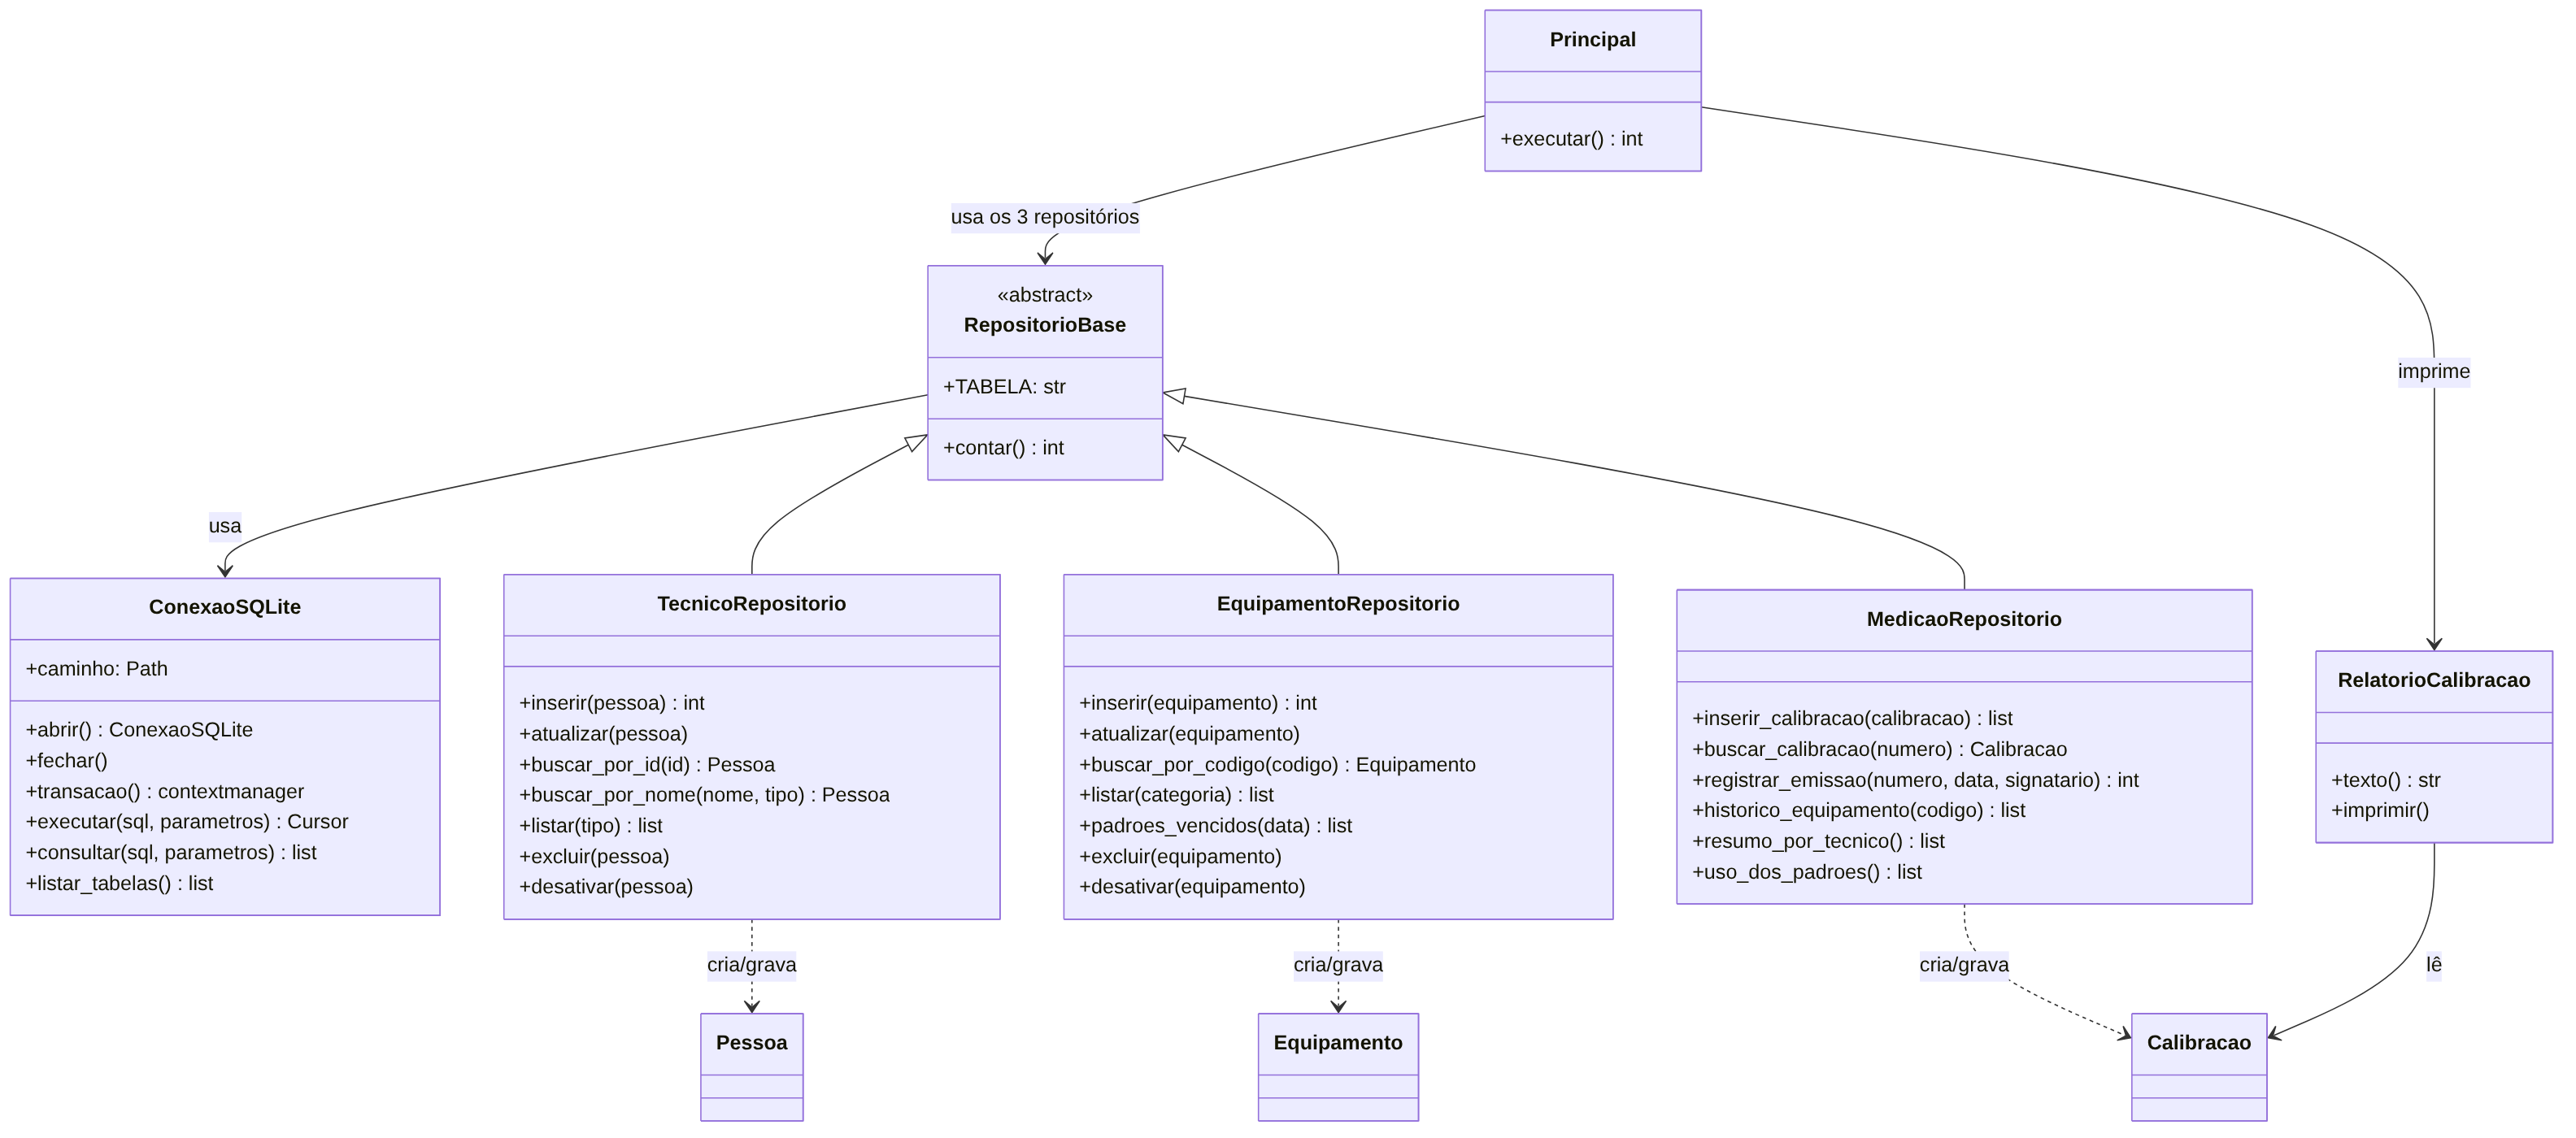 Principal
+executar() : int
usa os 3 repositórios
«abstract»
RepositorioBase
+TABELA: str
+contar() : int
imprime
usa
ConexaoSQLite
+caminho: Path
+abrir() : ConexaoSQLite
+fechar()
+transacao() : contextmanager
+executar(sql, parametros) : Cursor
+consultar(sql, parametros) : list
+listar_tabelas() : list
TecnicoRepositorio
+inserir(pessoa) : int
+atualizar(pessoa)
+buscar_por_id(id) : Pessoa
+buscar_por_nome(nome, tipo) : Pessoa
+listar(tipo) : list
+excluir(pessoa)
+desativar(pessoa)
EquipamentoRepositorio
+inserir(equipamento) : int
+atualizar(equipamento)
+buscar_por_codigo(codigo) : Equipamento
+listar(categoria) : list
+padroes_vencidos(data) : list
+excluir(equipamento)
+desativar(equipamento)
MedicaoRepositorio
+inserir_calibracao(calibracao) : list
+buscar_calibracao(numero) : Calibracao
+registrar_emissao(numero, data, signatario) : int
+historico_equipamento(codigo) : list
+resumo_por_tecnico() : list
+uso_dos_padroes() : list
RelatorioCalibracao
+texto() : str
+imprimir()
cria/grava
cria/grava
cria/grava
lê
Pessoa
Equipamento
Calibracao